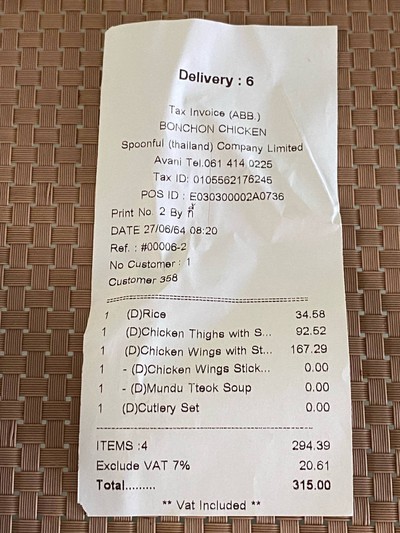 Delivery : 6
Tax Invoice (ABB.)
BONCHON CHICKEN
Spoonful (thailand) Company Limited
Avani Tel.061 414 0225
Tax ID: 0105562176245
POS ID : E030300002A0736
Print No. 2 By
DATE 27/06/64 08:20
Ref. : #00006-2
No Customer : 1
Customer 358
1 (D)Rice 34.58
1 (D)Chicken Thighs with S... 92.52
1 (D)Chicken Wings with St... 167.29
1 - (D)Chicken Wings Stick... 0.00
1 - (D)Mundu Tteok Soup 0.00
1 (D)Cutlery Set 0.00
ITEMS :4 294.39
Exclude VAT 7% 20.61
Total......... 315.00
** Vat Included **